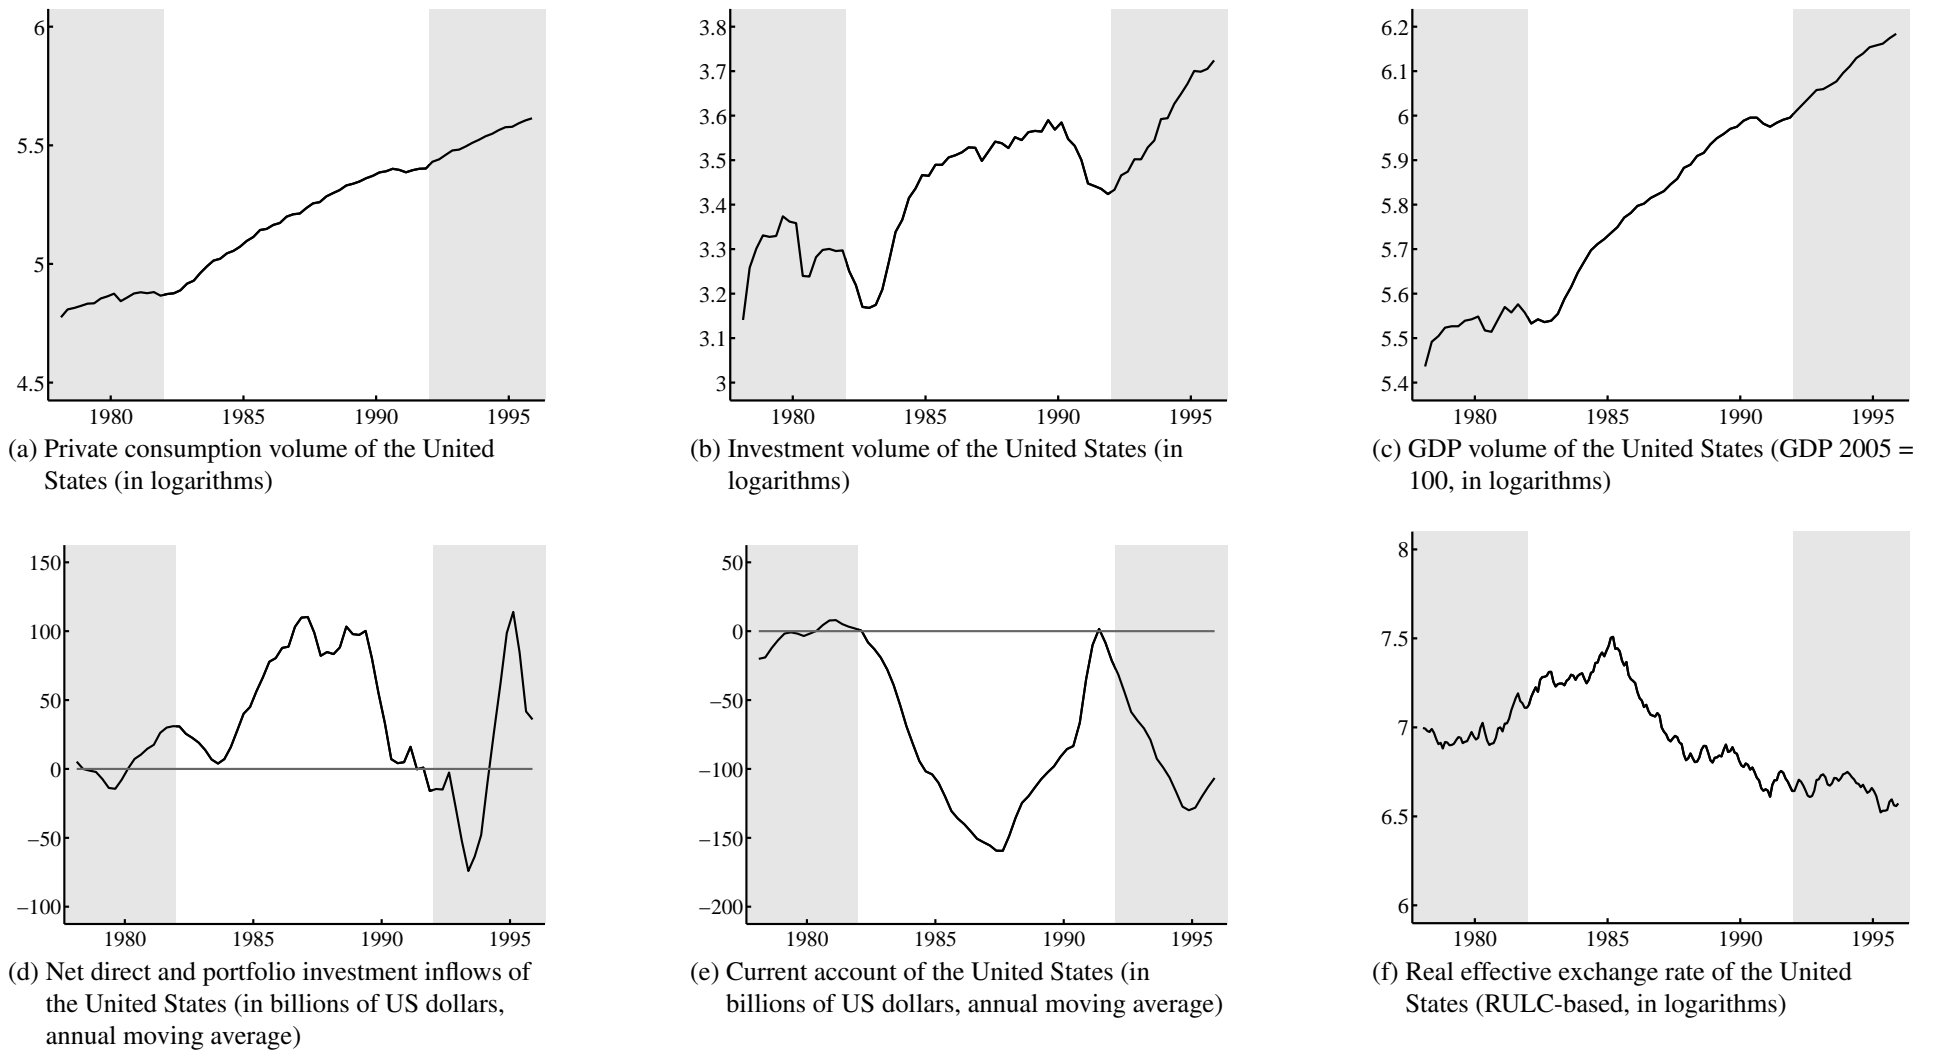 6
5.5
5
4.5
1980 1985 1990 1995
(a) Private consumption volume of the United
States (in logarithms)
3.8
3.7
3.6
3.5
3.4
3.3
3.2
3.1
3
1980 1985 1990 1995
(b) Investment volume of the United States (in
logarithms)
6.2
6.1
6
5.9
5.8
5.7
5.6
5.5
5.4
1980 1985 1990 1995
(c) GDP volume of the United States (GDP 2005 =
100, in logarithms)
150
100
50
0
−50
−100
1980 1985 1990 1995
(d) Net direct and portfolio investment inflows of
the United States (in billions of US dollars,
annual moving average)
50
0
−50
−100
−150
−200
1980 1985 1990 1995
(e) Current account of the United States (in
billions of US dollars, annual moving average)
8
7.5
7
6.5
6
1980 1985 1990 1995
(f) Real effective exchange rate of the United
States (RULC-based, in logarithms)